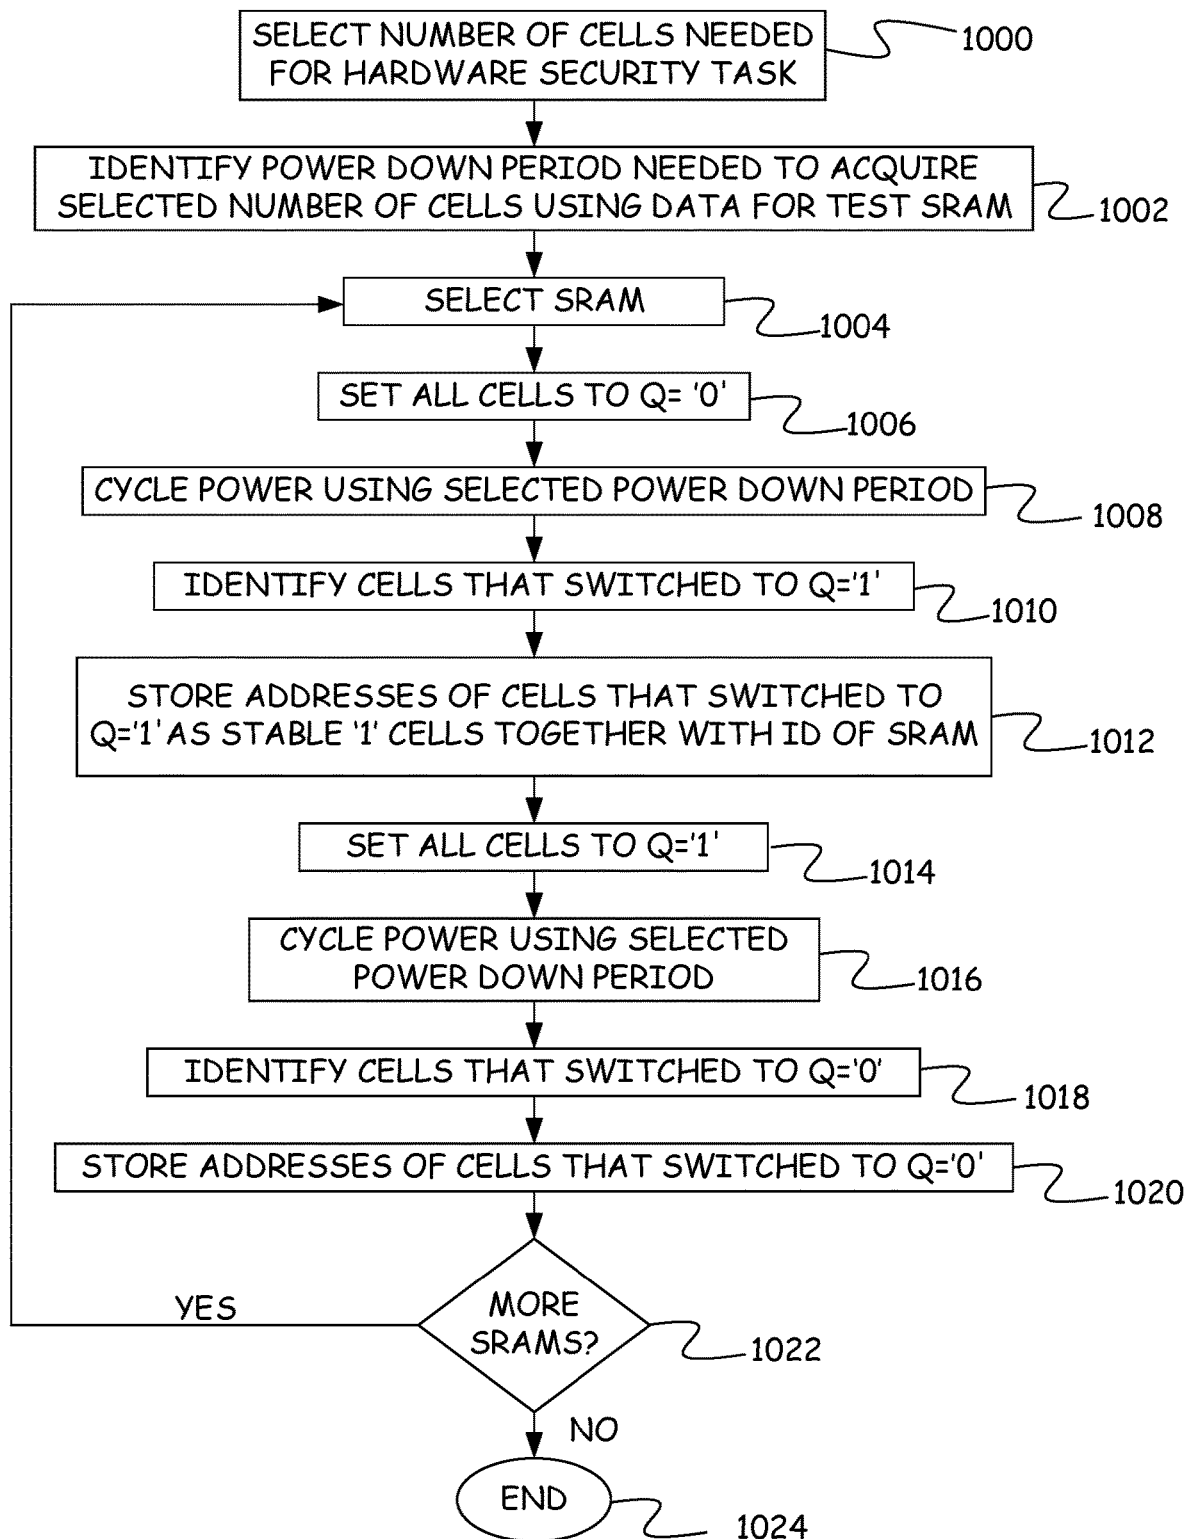 SELECT NUMBER OF CELLS NEEDED
FOR HARDWARE SECURITY TASK
1000
IDENTIFY POWER DOWN PERIOD NEEDED TO ACQUIRE
SELECTED NUMBER OF CELLS USING DATA FOR TEST SRAM
1002
SELECT SRAM
1004
SET ALL CELLS TO Q= '0'
1006
CYCLE POWER USING SELECTED POWER DOWN PERIOD
1008
IDENTIFY CELLS THAT SWITCHED TO Q='1'
1010
STORE ADDRESSES OF CELLS THAT SWITCHED TO
Q='1' AS STABLE '1' CELLS TOGETHER WITH ID OF SRAM
1012
SET ALL CELLS TO Q='1'
1014
CYCLE POWER USING SELECTED
POWER DOWN PERIOD
1016
IDENTIFY CELLS THAT SWITCHED TO Q='0'
1018
STORE ADDRESSES OF CELLS THAT SWITCHED TO Q='0'
1020
MORE
SRAMS?
1022
YES
NO
END
1024